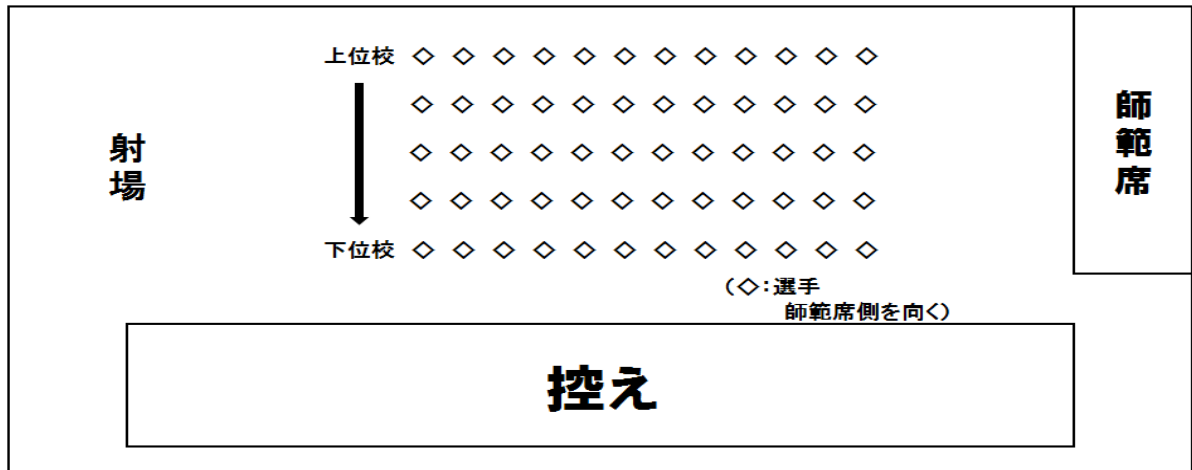 上位校 ◇ ◇ ◇ ◇ ◇ ◇ ◇ ◇ ◇ ◇ ◇ ◇
◇ ◇ ◇ ◇ ◇ ◇ ◇ ◇ ◇ ◇ ◇ ◇
◇ ◇ ◇ ◇ ◇ ◇ ◇ ◇ ◇ ◇ ◇ ◇
◇ ◇ ◇ ◇ ◇ ◇ ◇ ◇ ◇ ◇ ◇ ◇
下位校 ◇ ◇ ◇ ◇ ◇ ◇ ◇ ◇ ◇ ◇ ◇ ◇
射場
師範席
(◇:選手
師範席側を向く)
控え